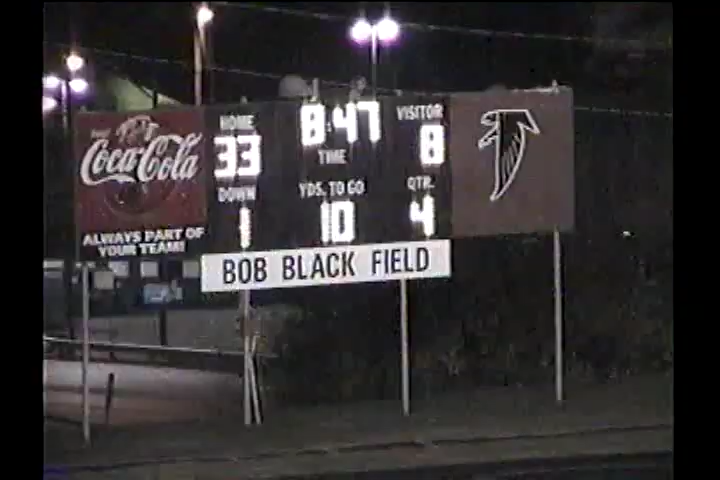 Coca-Cola
ALWAYS PART OF
YOUR TEAM!
HOME
33
DOWN
1
8:47
TIME
YDS. TO GO
10
VISITOR
8
QTR.
4
BOB BLACK FIELD